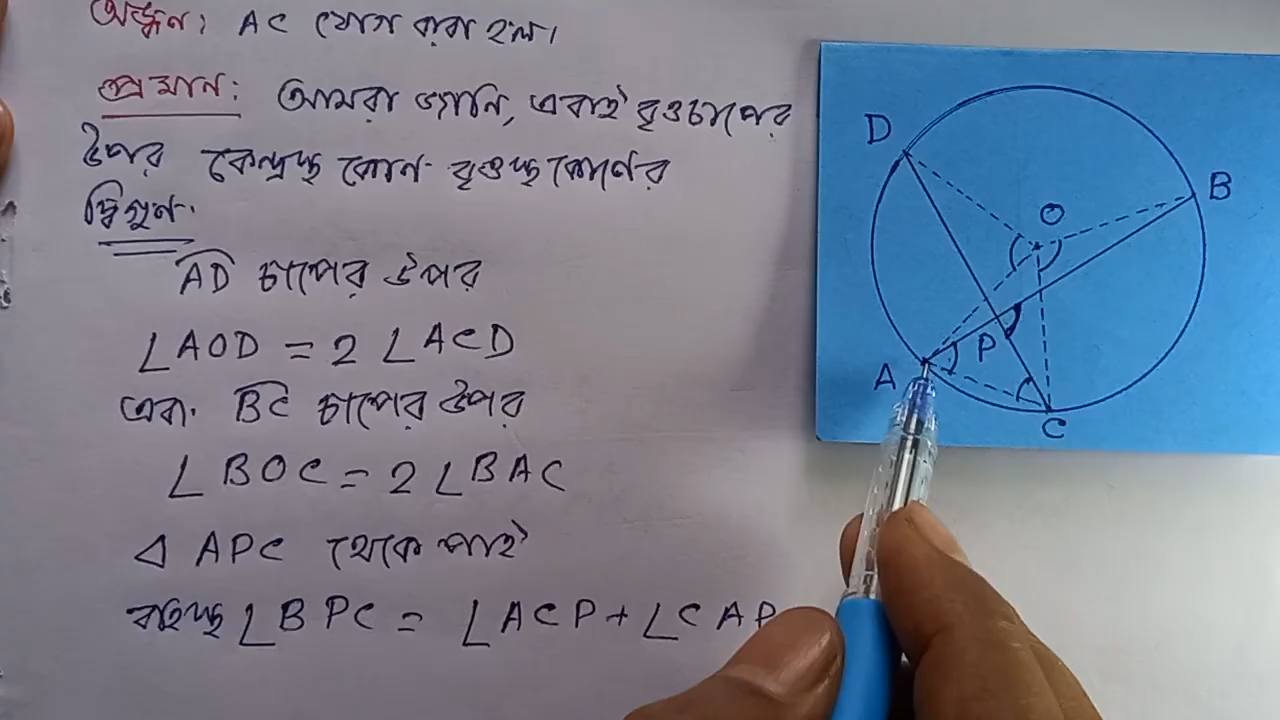 অঙ্কন: AC যোগ করা হল।
প্রমান: আমরা জানি, একই বৃত্তচাপের
উপর কেন্দ্রস্থ কোন বৃত্তস্থ কোণের
দ্বিগুন.
AD চাপের উপর
∠AOD = 2 ∠ACD
এবং BC চাপের উপর
∠BOC = 2 ∠BAC
△ APC থেকে পাই
বহিস্থ ∠BPC = ∠ACP + ∠CAP
D
B
O
P
A
C